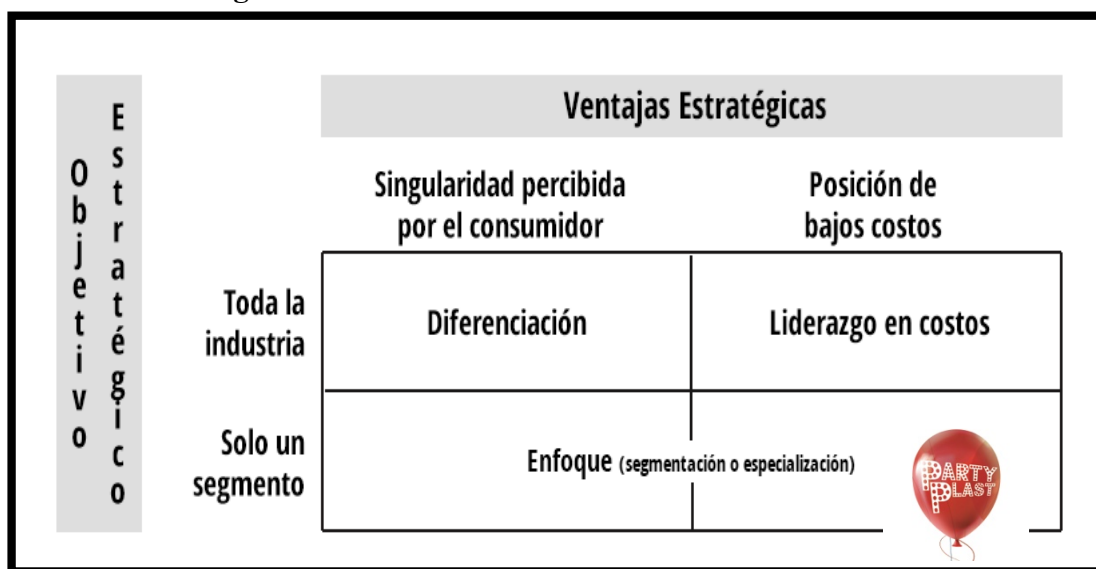 Ventajas Estratégicas
Objetivo
Estratégico
Singularidad percibida
por el consumidor
Posición de
bajos costos
Toda la
industria
Diferenciación
Liderazgo en costos
Solo un
segmento
Enfoque (segmentación o especialización)
PARTY
PLAST